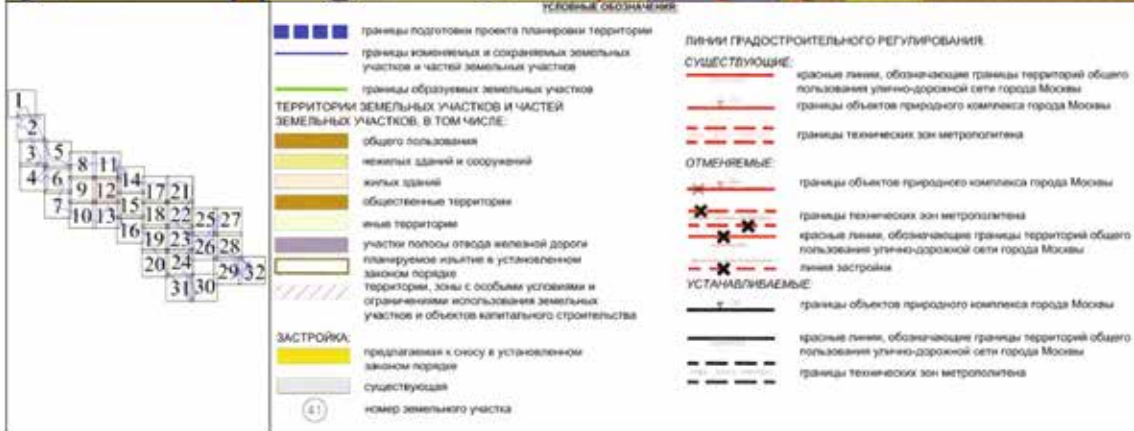 УСЛОВНЫЕ ОБОЗНАЧЕНИЯ:
1
2
3 5
4 6 8 11
7 9 12 14
10 13 15 17 21
16 18 22 25 27
19 23 26 28
20 24 29 32
31 30
границы подготовки проекта планировки территории
границы изменяемых и сохраняемых земельных
участков и частей земельных участков
границы образуемых земельных участков
ТЕРРИТОРИИ ЗЕМЕЛЬНЫХ УЧАСТКОВ И ЧАСТЕЙ
ЗЕМЕЛЬНЫХ УЧАСТКОВ, В ТОМ ЧИСЛЕ:
общего пользования
нежилых зданий и сооружений
жилых зданий
общественные территории
иные территории
участки полосы отвода железной дороги
планируемое изъятие в установленном
законом порядке
территории, зоны с особыми условиями и
ограничениями использования земельных
участков и объектов капитального строительства
ЗАСТРОЙКА:
предлагаемая к сносу в установленном
законом порядке
существующая
41
номер земельного участка
ЛИНИИ ГРАДОСТРОИТЕЛЬНОГО РЕГУЛИРОВАНИЯ:
СУЩЕСТВУЮЩИЕ:
красные линии, обозначающие границы территорий общего
пользования улично-дорожной сети города Москвы
границы объектов природного комплекса города Москвы
границы технических зон метрополитена
ОТМЕНЯЕМЫЕ:
границы объектов природного комплекса города Москвы
границы технических зон метрополитена
красные линии, обозначающие границы территорий общего
пользования улично-дорожной сети города Москвы
линия застройки
УСТАНАВЛИВАЕМЫЕ:
границы объектов природного комплекса города Москвы
красные линии, обозначающие границы территорий общего
пользования улично-дорожной сети города Москвы
границы технических зон метрополитена